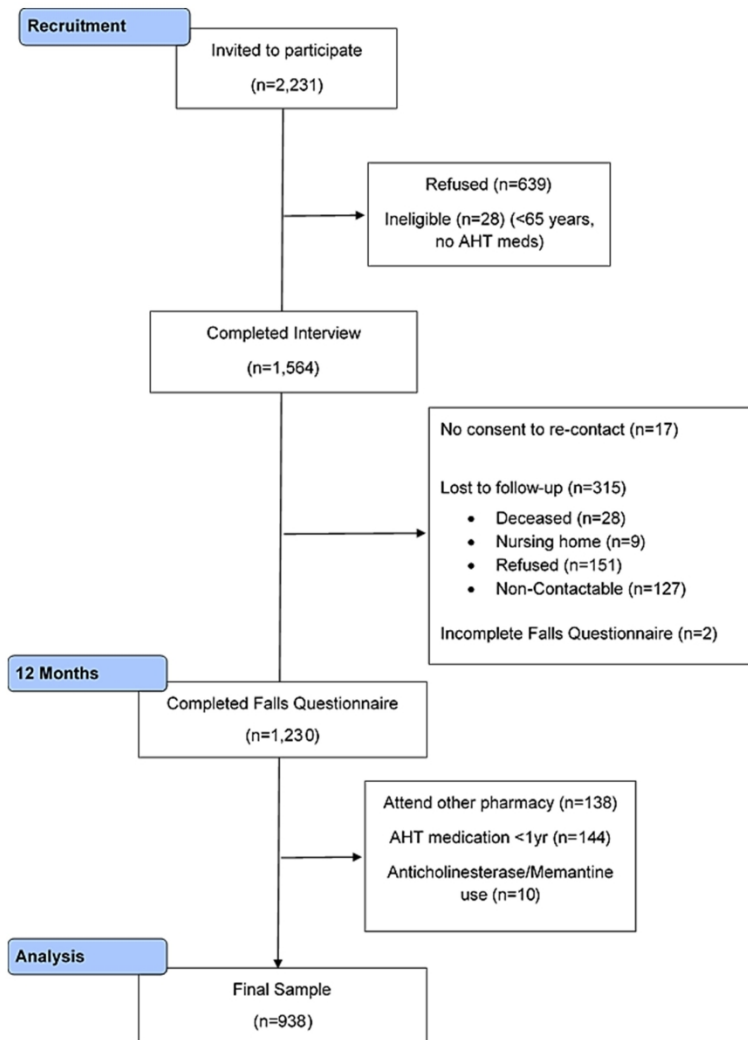 Recruitment
Invited to participate
(n=2,231)
Refused (n=639)
Ineligible (n=28) (<65 years,
no AHT meds)
Completed Interview
(n=1,564)
No consent to re-contact (n=17)
Lost to follow-up (n=315)
• Deceased (n=28)
• Nursing home (n=9)
• Refused (n=151)
• Non-Contactable (n=127)
Incomplete Falls Questionnaire (n=2)
12 Months
Completed Falls Questionnaire
(n=1,230)
Attend other pharmacy (n=138)
AHT medication <1yr (n=144)
Anticholinesterase/Memantine
use (n=10)
Analysis
Final Sample
(n=938)